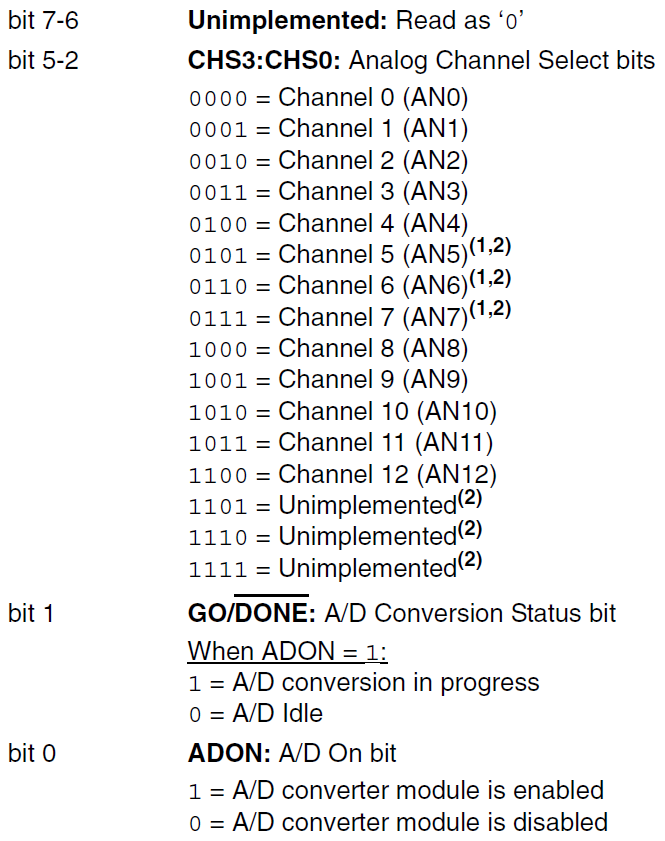 bit 7-6 Unimplemented: Read as ‘0’
bit 5-2 CHS3:CHS0: Analog Channel Select bits
0000 = Channel 0 (AN0)
0001 = Channel 1 (AN1)
0010 = Channel 2 (AN2)
0011 = Channel 3 (AN3)
0100 = Channel 4 (AN4)
0101 = Channel 5 (AN5)(1,2)
0110 = Channel 6 (AN6)(1,2)
0111 = Channel 7 (AN7)(1,2)
1000 = Channel 8 (AN8)
1001 = Channel 9 (AN9)
1010 = Channel 10 (AN10)
1011 = Channel 11 (AN11)
1100 = Channel 12 (AN12)
1101 = Unimplemented(2)
1110 = Unimplemented(2)
1111 = Unimplemented(2)
bit 1 GO/DONE: A/D Conversion Status bit
When ADON = 1:
1 = A/D conversion in progress
0 = A/D Idle
bit 0 ADON: A/D On bit
1 = A/D converter module is enabled
0 = A/D converter module is disabled